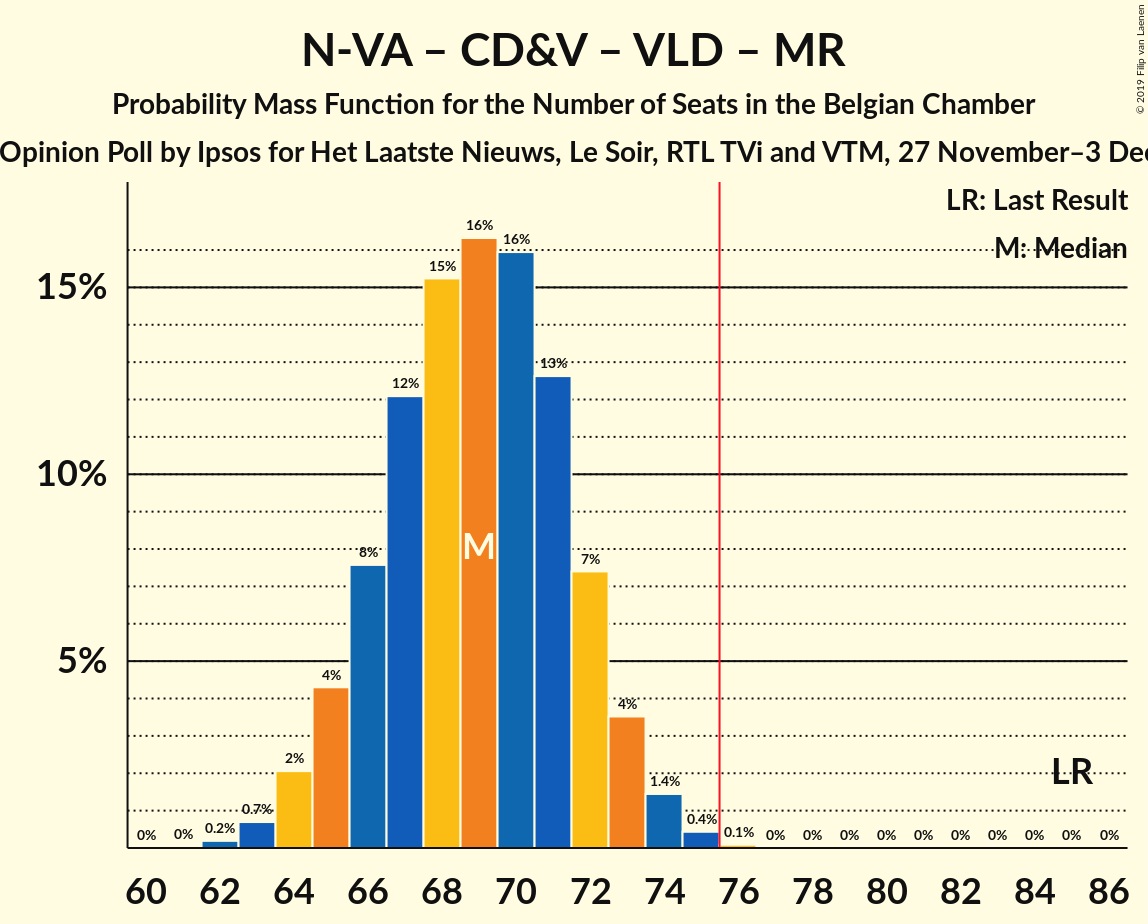 N-VA – CD&V – VLD – MR
Probability Mass Function for the Number of Seats in the Belgian Chamber
Opinion Poll by Ipsos for Het Laatste Nieuws, Le Soir, RTL TVi and VTM, 27 November–3 Dec
© 2019 Filip van Laenen
LR: Last Result
M: Median
15%
10%
5%
0% 0% 0.2% 0.7% 2% 4% 8% 12% 15% 16% 16% 13% 7% 4% 1.4% 0.4% 0.1% 0% 0% 0% 0% 0% 0% 0% 0% 0% 0%
M
LR
60 62 64 66 68 70 72 74 76 78 80 82 84 86